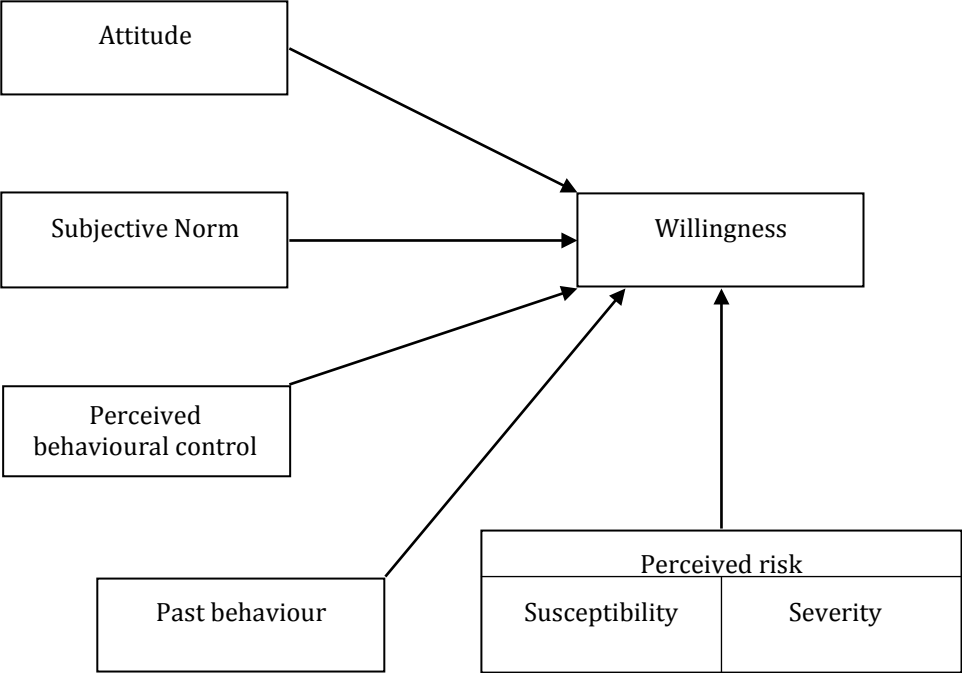 Attitude
Subjective Norm
Willingness
Perceived
behavioural control
Perceived risk
Past behaviour
Susceptibility
Severity